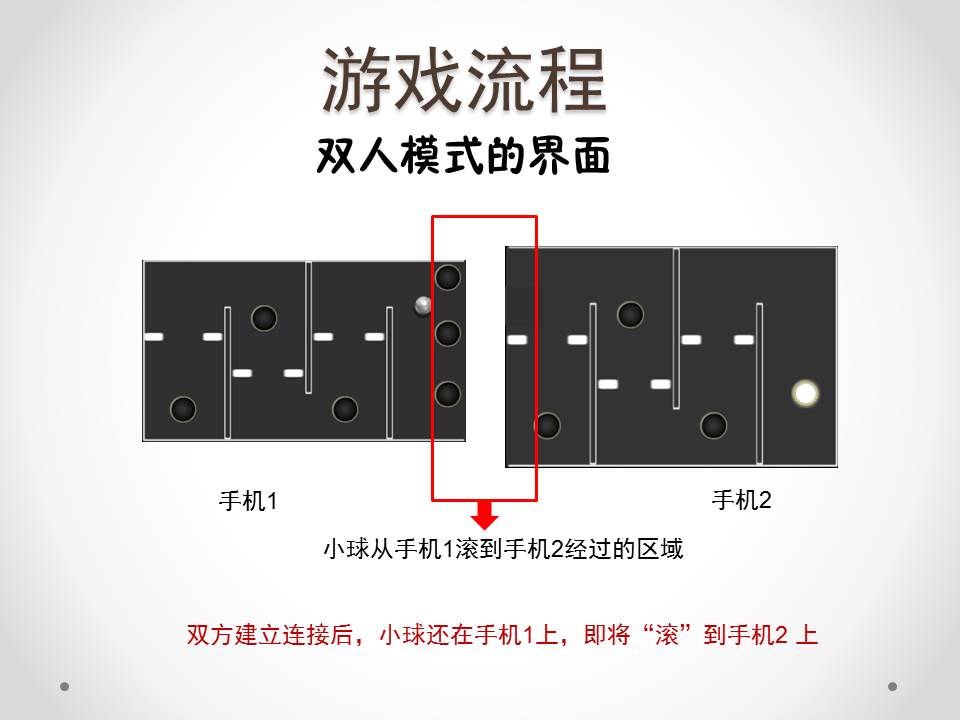 游戏流程
双人模式的界面
手机1
手机2
小球从手机1滚到手机2经过的区域
双方建立连接后，小球还在手机1上，即将“滚”到手机2 上